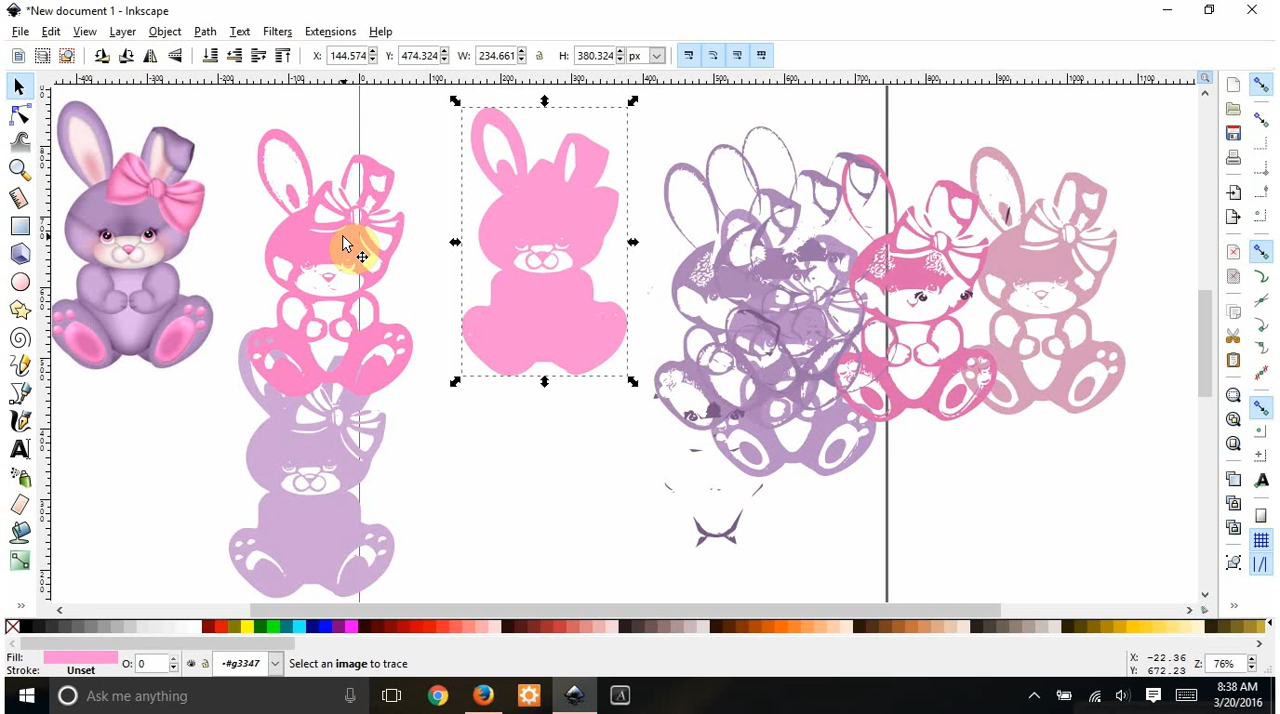 *New document 1 - Inkscape
File Edit View Layer Object Path Text Filters Extensions Help
X: 144.574 Y: 474.324 W: 234.661 H: 380.324 px
Fill: O: 0 -#g3347 Select an image to trace
Stroke: Unset
X: -22.36 Z: 76%
Y: 672.23
Ask me anything
8:38 AM
3/20/2016